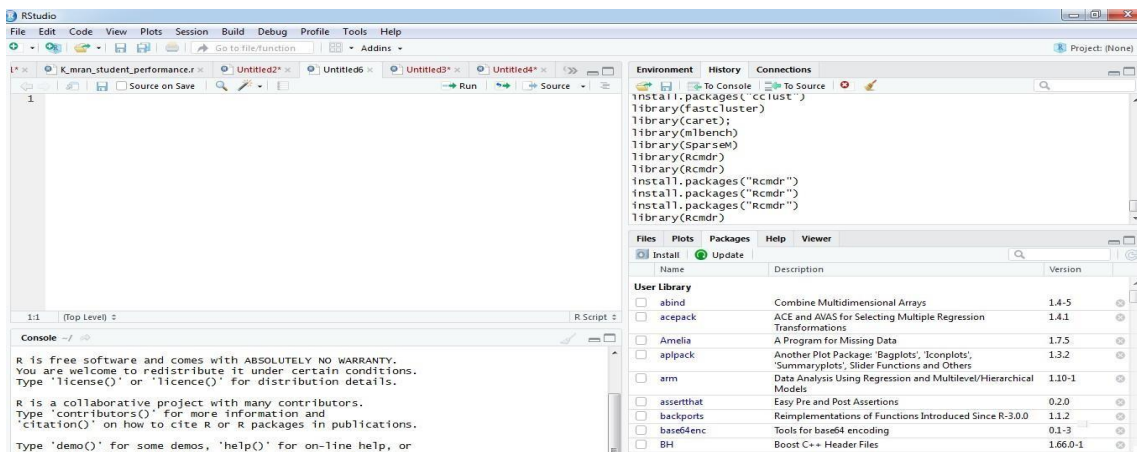 RStudio
File Edit Code View Plots Session Build Debug Profile Tools Help
Go to file/function Addins
Project: (None)
K_mran_student_performance.r Untitled2* Untitled6 Untitled3* Untitled4*
Source on Save Run Source
1
1:1 (Top Level) R Script
Console ~/
R is free software and comes with ABSOLUTELY NO WARRANTY.
You are welcome to redistribute it under certain conditions.
Type 'license()' or 'licence()' for distribution details.
R is a collaborative project with many contributors.
Type 'contributors()' for more information and
'citation()' on how to cite R or R packages in publications.
Type 'demo()' for some demos, 'help()' for on-line help, or
Environment History Connections
To Console To Source
install.packages("cclust")
library(fastcluster)
library(caret);
library(mlbench)
library(SparseM)
library(Rcmdr)
library(Rcmdr)
install.packages("Rcmdr")
install.packages("Rcmdr")
install.packages("Rcmdr")
library(Rcmdr)
Files Plots Packages Help Viewer
Install Update
Name Description Version
User Library
abind Combine Multidimensional Arrays 1.4-5
acepack ACE and AVAS for Selecting Multiple Regression 1.4.1
Transformations
Amelia A Program for Missing Data 1.7.5
aplpack Another Plot Package: 'Bagplots', 'Iconplots', 1.3.2
'Summaryplots', Slider Functions and Others
arm Data Analysis Using Regression and Multilevel/Hierarchical 1.10-1
Models
assertthat Easy Pre and Post Assertions 0.2.0
backports Reimplementations of Functions Introduced Since R-3.0.0 1.1.2
base64enc Tools for base64 encoding 0.1-3
BH Boost C++ Header Files 1.66.0-1